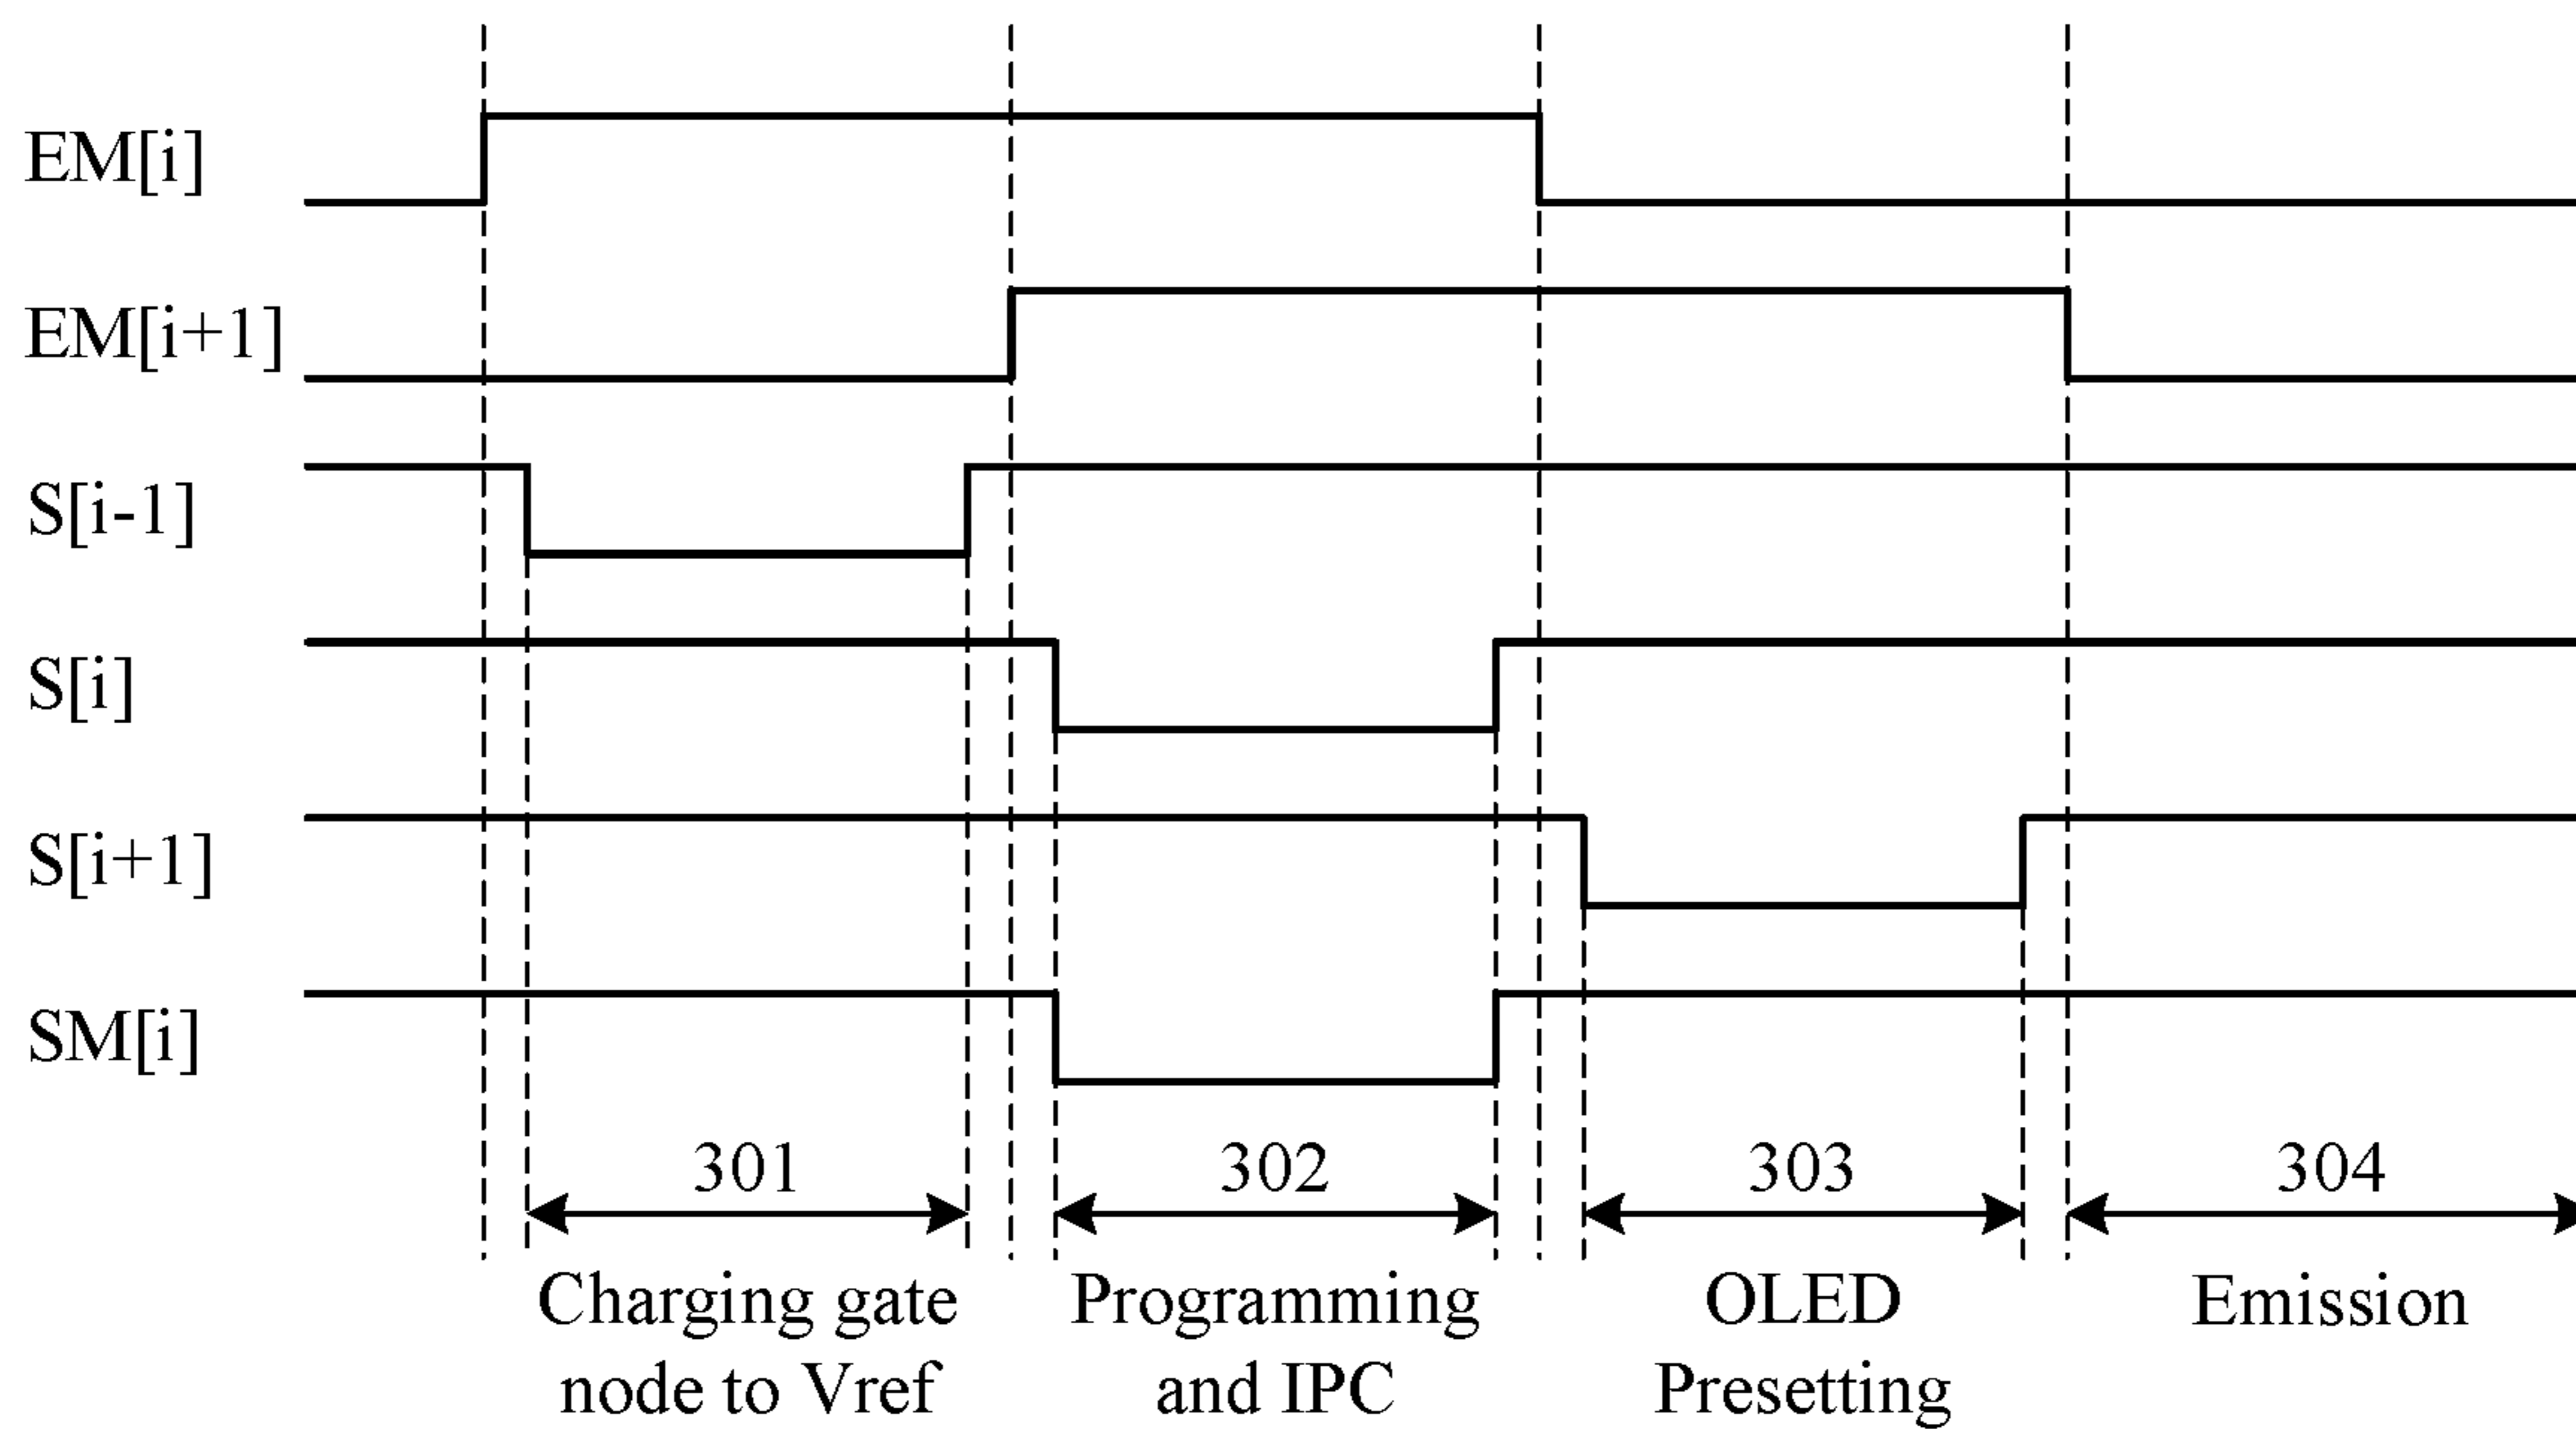 EM[i]
EM[i+1]
S[i-1]
S[i]
S[i+1]
SM[i]
301
302
303
304
Charging gate
node to Vref
Programming
and IPC
OLED
Presetting
Emission